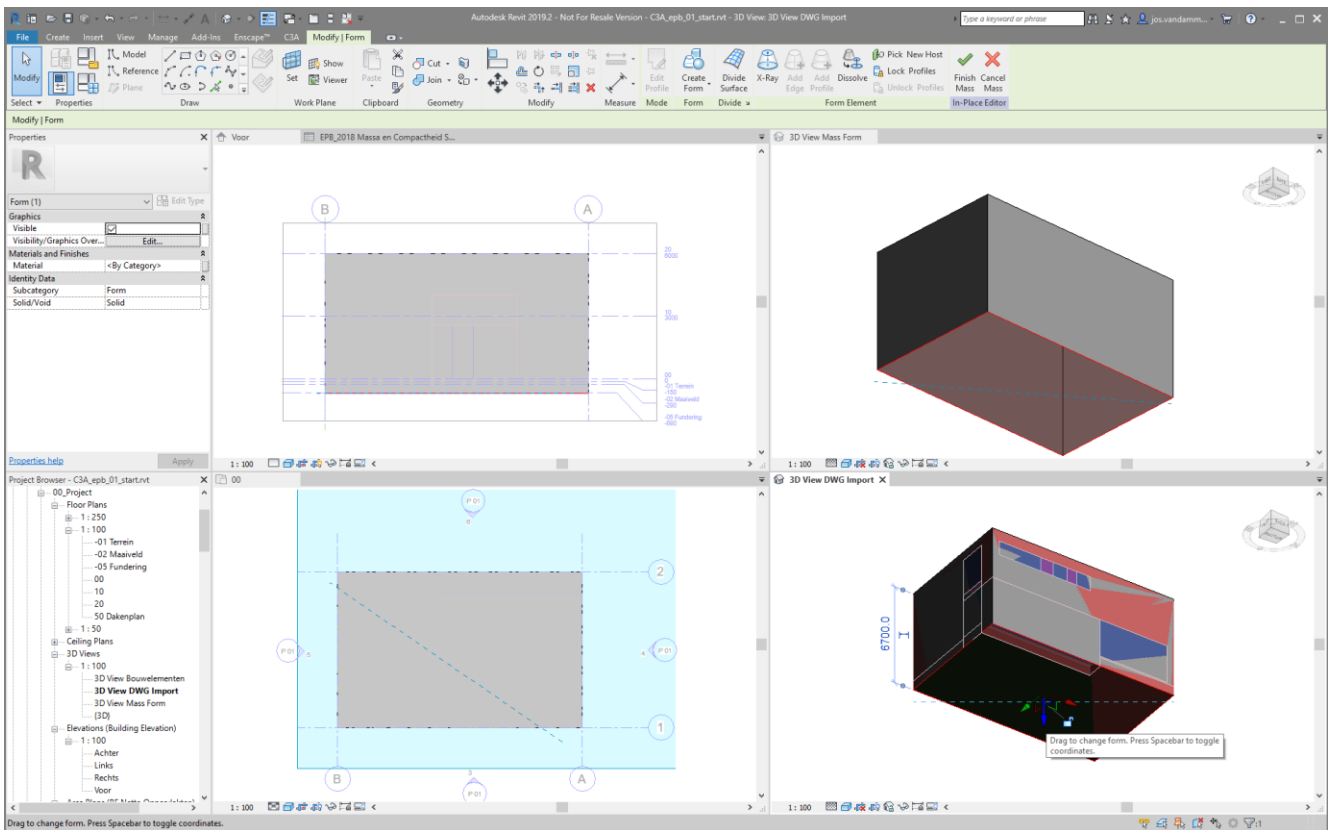 Autodesk Revit 2019.2 - Not For Resale Version - C3A_epb_01_start.rvt - 3D View: 3D View DWG Import
Type a keyword or phrase
jos.vandamm...
File Create Insert View Manage Add-Ins Enscape™ C3A Modify | Form
Modify
Model
Reference
Plane
Set
Show
Viewer
Paste
Cut
Join
Edit Profile
Create Form
Divide Surface
X-Ray
Add Edge
Add Profile
Dissolve
Pick New Host
Lock Profiles
Unlock Profiles
Finish Mass
Cancel Mass
Select Properties Draw Work Plane Clipboard Geometry Modify Measure Mode Form Divide Form Element In-Place Editor
Modify | Form
Properties
R
Form (1)
Edit Type
Graphics
Visible
Visibility/Graphics Over... Edit...
Materials and Finishes
Material <By Category>
Identity Data
Subcategory Form
Solid/Void Solid
Properties help
Apply
Project Browser - C3A_epb_01_start.rvt
00_Project
Floor Plans
1 : 250
1 : 100
-01 Terrein
-02 Maaiveld
-05 Fundering
00
10
20
50 Dakenplan
1 : 50
Ceiling Plans
3D Views
1 : 100
3D View Bouwelementen
3D View DWG Import
3D View Mass Form
{3D}
Elevations (Building Elevation)
1 : 100
Achter
Links
Rechts
Voor
Voor
EPB_2018 Massa en Compactheid S...
B
A
20
6000
10
3000
00
0
-01 Terrein
-02 Maaiveld
-05 Fundering
1 : 100
3D View Mass Form
1 : 100
00
P 01
2
P 01
P 01
1
B
A
P 01
1 : 100
3D View DWG Import
6700.0
Drag to change form. Press Spacebar to toggle
coordinates.
1 : 100
Drag to change form. Press Spacebar to toggle coordinates.